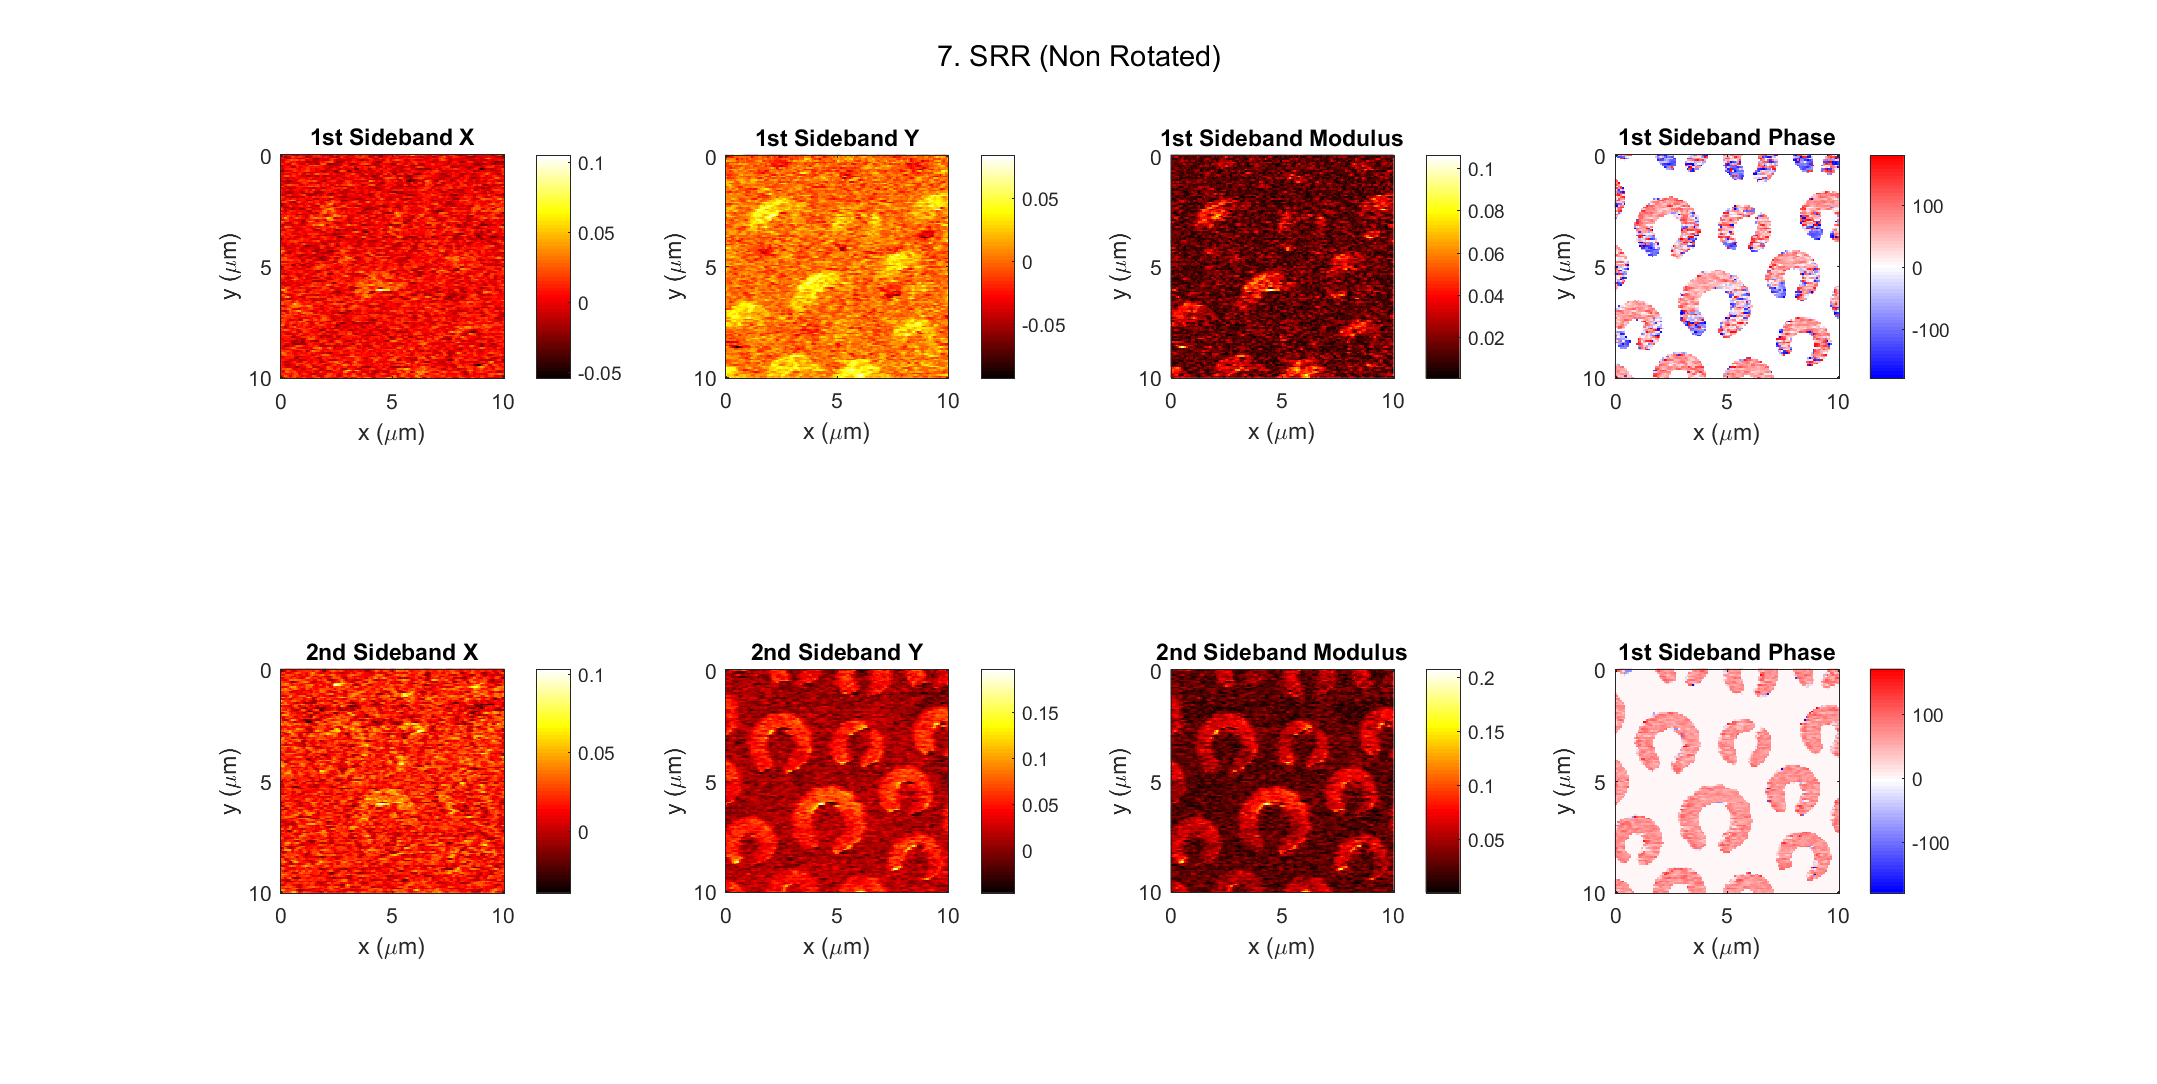 7. SRR (Non Rotated)
1st Sideband X
0
5
10
y (μm)
0 5 10
x (μm)
0.1
0.05
0
-0.05
1st Sideband Y
0
5
10
y (μm)
0 5 10
x (μm)
0.05
0
-0.05
1st Sideband Modulus
0
5
10
y (μm)
0 5 10
x (μm)
0.1
0.08
0.06
0.04
0.02
1st Sideband Phase
0
5
10
y (μm)
0 5 10
x (μm)
100
0
-100
2nd Sideband X
0
5
10
y (μm)
0 5 10
x (μm)
0.1
0.05
0
2nd Sideband Y
0
5
10
y (μm)
0 5 10
x (μm)
0.15
0.1
0.05
0
2nd Sideband Modulus
0
5
10
y (μm)
0 5 10
x (μm)
0.2
0.15
0.1
0.05
1st Sideband Phase
0
5
10
y (μm)
0 5 10
x (μm)
100
0
-100